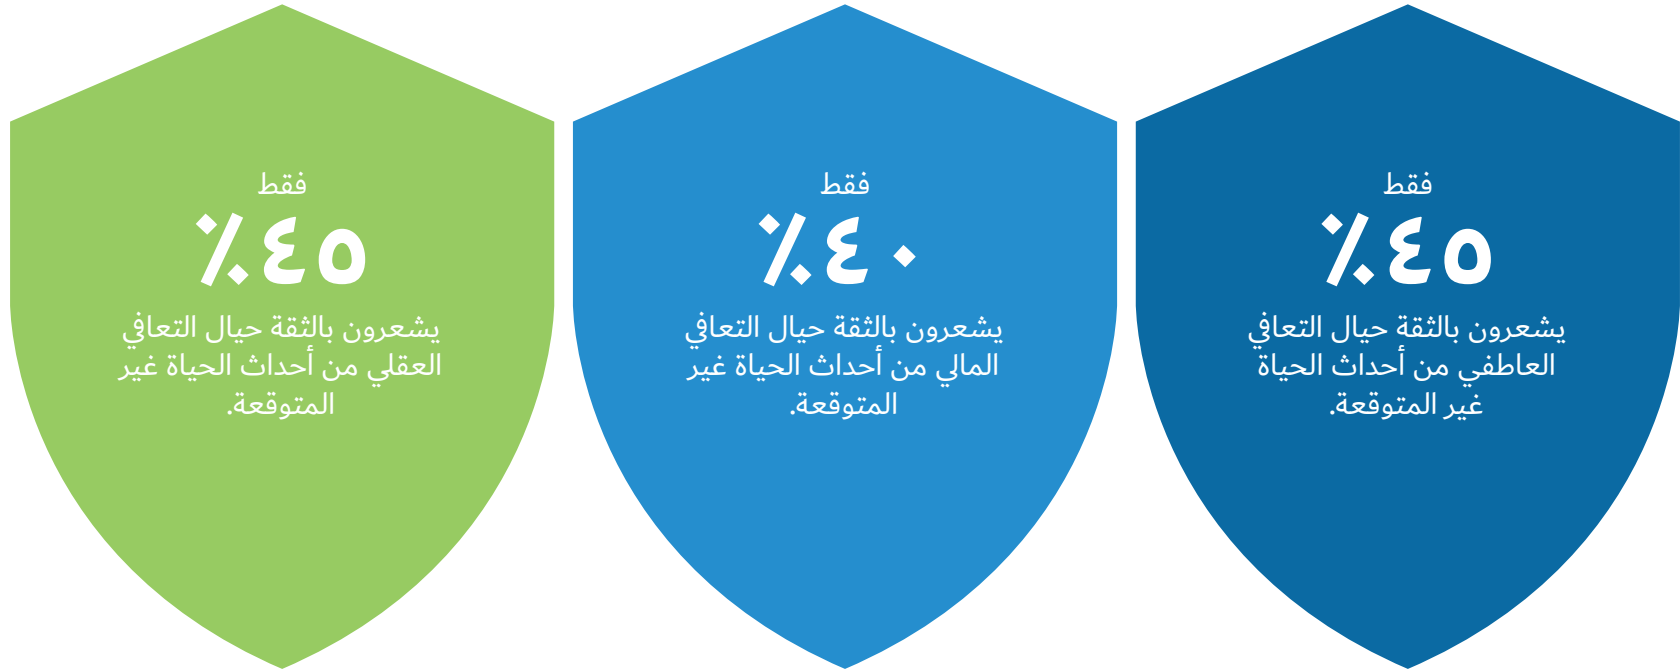 فقط
٤٥٪
يشعرون بالثقة حيال التعافي
العاطفي من أحداث الحياة
غير المتوقعة.
فقط
٤٠٪
يشعرون بالثقة حيال التعافي
المالي من أحداث الحياة غير
المتوقعة.
فقط
٤٥٪
يشعرون بالثقة حيال التعافي
العقلي من أحداث الحياة غير
المتوقعة.